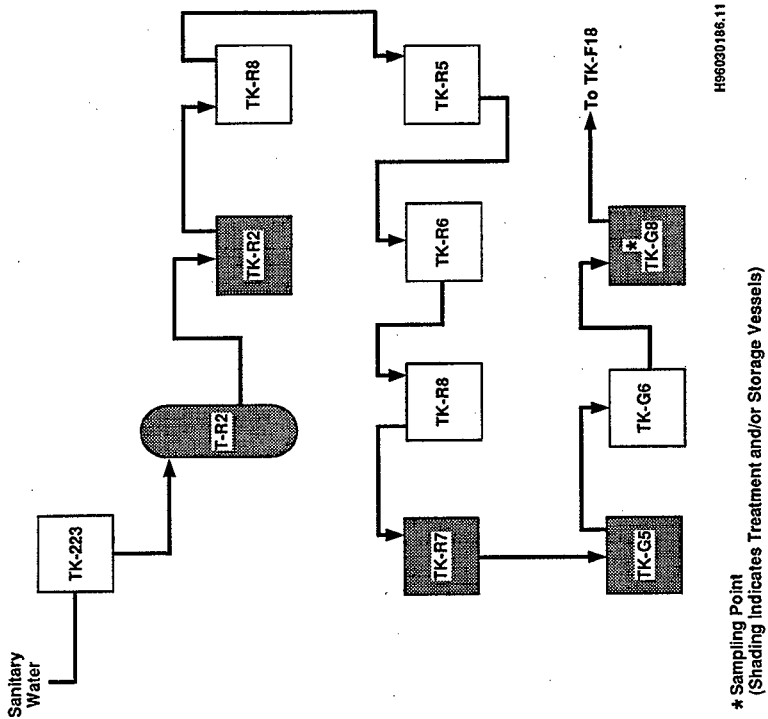 Sanitary
Water
TK-223
T-R2
TK-R2
TK-R8
TK-R5
TK-R6
TK-R8
TK-R7
TK-G5
TK-G6
*
TK-G8
To TK-F18
* Sampling Point
(Shading Indicates Treatment and/or Storage Vessels)
H96030186.11